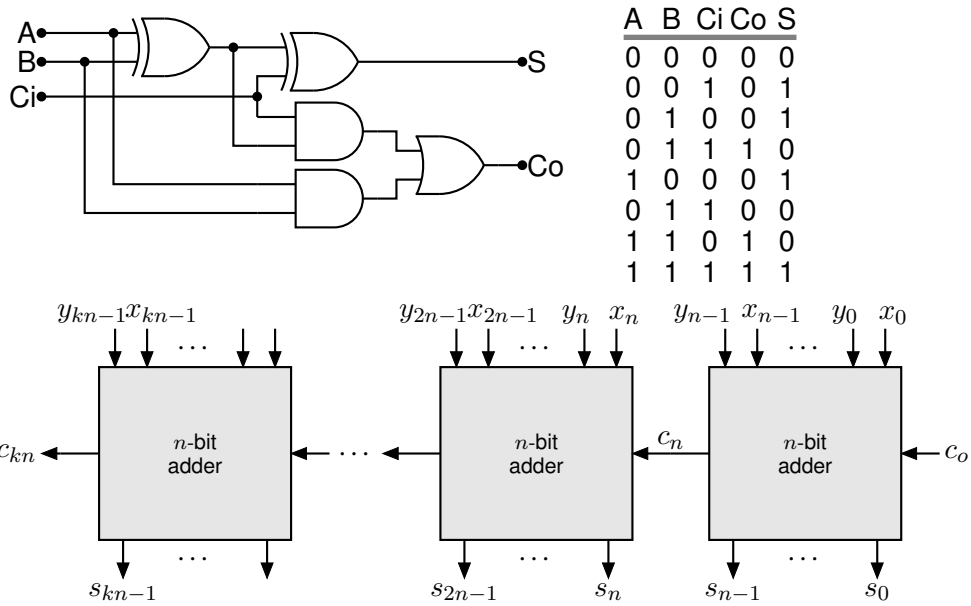 A
B
Ci
S
Co
A B Ci Co S
0 0 0 0 0
0 0 1 0 1
0 1 0 0 1
0 1 1 1 0
1 0 0 0 1
0 1 1 0 0
1 1 0 1 0
1 1 1 1 1
y_{kn−1} x_{kn−1} ⋯
y_{2n−1} x_{2n−1} ⋯ y_n x_n
y_{n−1} x_{n−1} ⋯ y_0 x_0
c_{kn}
n-bit
adder
⋯
n-bit
adder
c_n
n-bit
adder
c_o
s_{kn−1} ⋯
s_{2n−1} ⋯ s_n
s_{n−1} ⋯ s_0